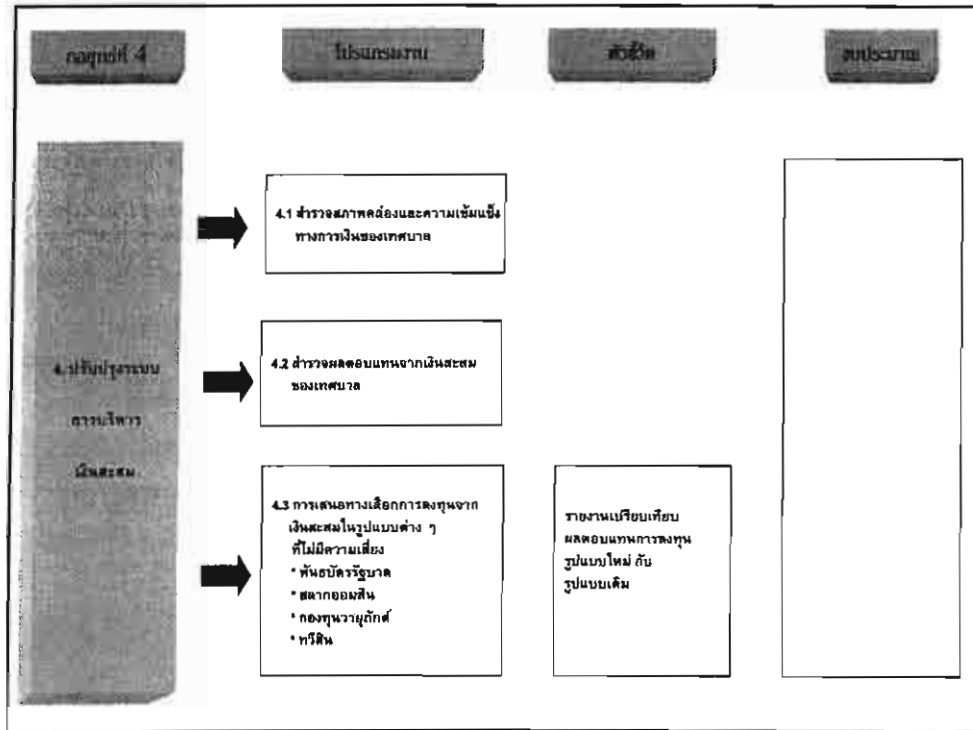 กลยุทธ์ที่ 4
โปรแกรมงาน
ตัวชี้วัด
งบประมาณ
4.1 สำรวจสภาพคล่องและความเข้มแข็ง
ทางการเงินของเทศบาล
4. ปรับปรุงระบบ
การบริหาร
เงินสะสม
4.2 สำรวจผลตอบแทนจากเงินสะสม
ของเทศบาล
4.3 การเสนอทางเลือกการลงทุนจาก
เงินสะสมในรูปแบบต่าง ๆ
ที่ไม่มีความเสี่ยง
* พันธบัตรรัฐบาล
* สลากออมสิน
* กองทุนวายุภักดิ์
* ทวีสิน
รายงานเปรียบเทียบ
ผลตอบแทนการลงทุน
รูปแบบใหม่ กับ
รูปแบบเดิม